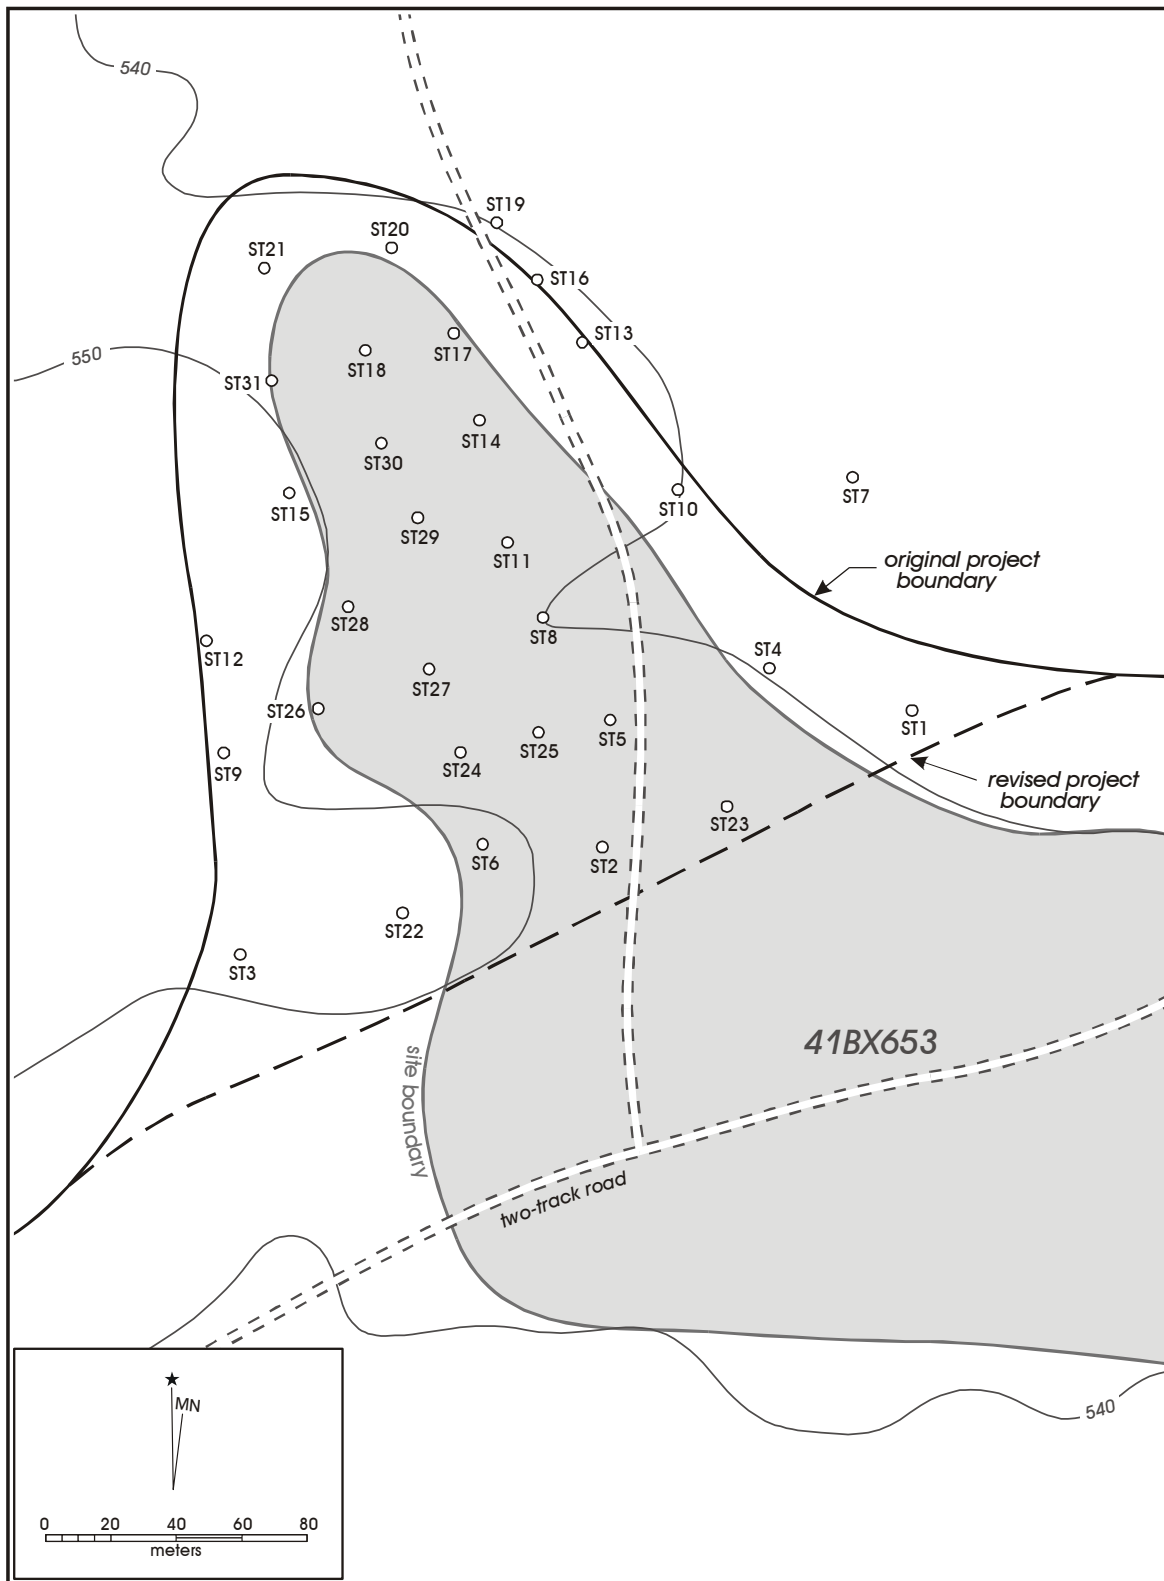 540
ST19
ST20
ST21
ST16
ST13
550
ST17
ST18
ST31
ST14
ST30
ST7
ST10
ST15
ST29
ST11
original project
boundary
ST28
ST8
ST12
ST4
ST27
ST26
ST1
ST5
ST25
ST9
ST24
revised project
boundary
ST23
ST6
ST2
ST22
ST3
41BX653
site boundary
two-track road
MN
540
0 20 40 60 80
meters